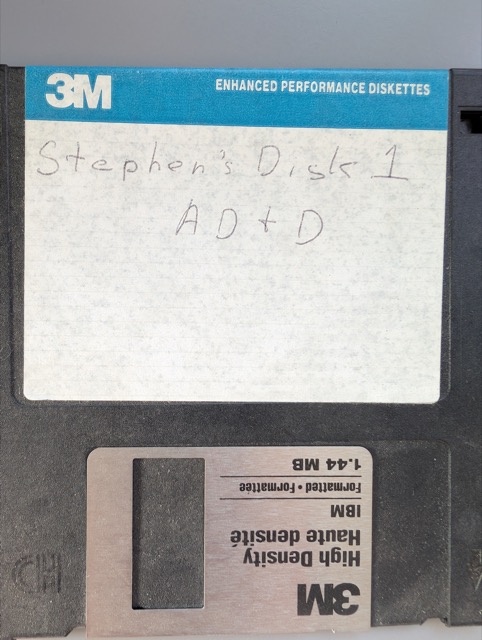 3M ENHANCED PERFORMANCE DISKETTES
Stephen's Disk 1
AD+D
3M
High Density
Haute densité
IBM
Formatted • Formattée
1.44 MB
HD